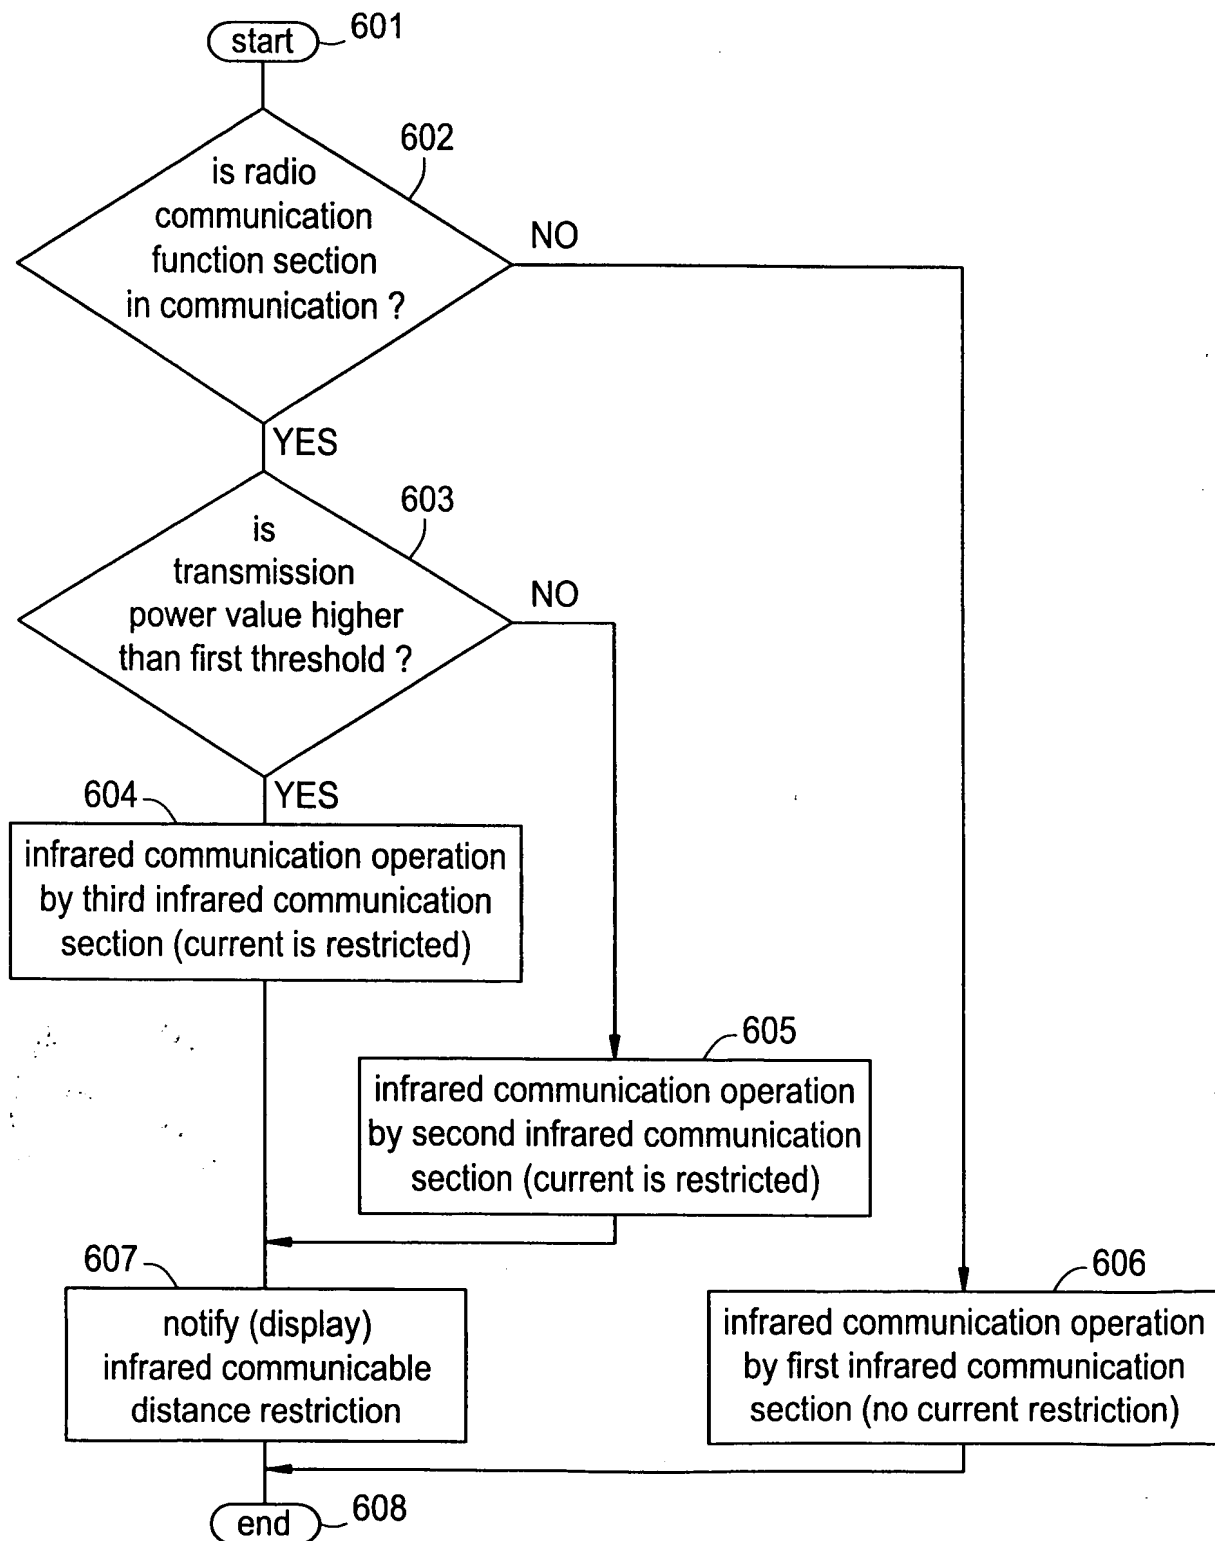 start
601
602
is radio
communication
function section
in communication ?
NO
YES
603
is
transmission
power value higher
than first threshold ?
NO
YES
604
infrared communication operation
by third infrared communication
section (current is restricted)
605
infrared communication operation
by second infrared communication
section (current is restricted)
607
notify (display)
infrared communicable
distance restriction
606
infrared communication operation
by first infrared communication
section (no current restriction)
end
608